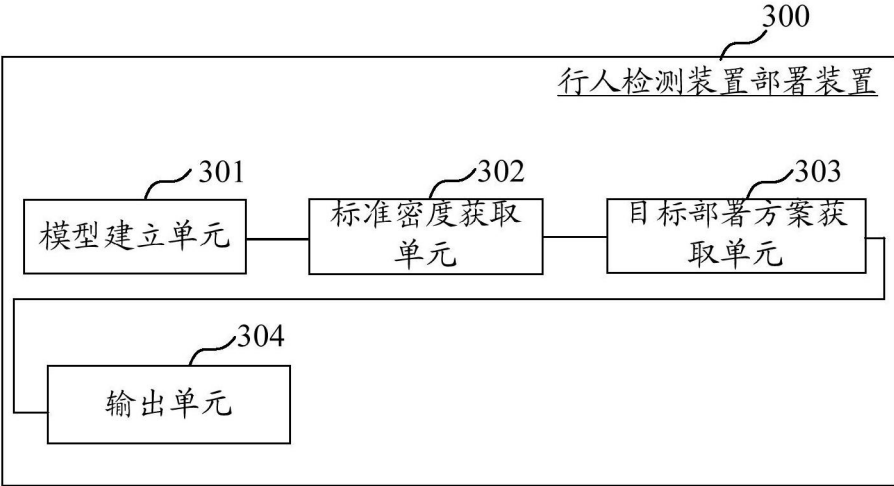 300
行人检测装置部署装置
301
302
303
模型建立单元
标准密度获取
单元
目标部署方案获
取单元
304
输出单元